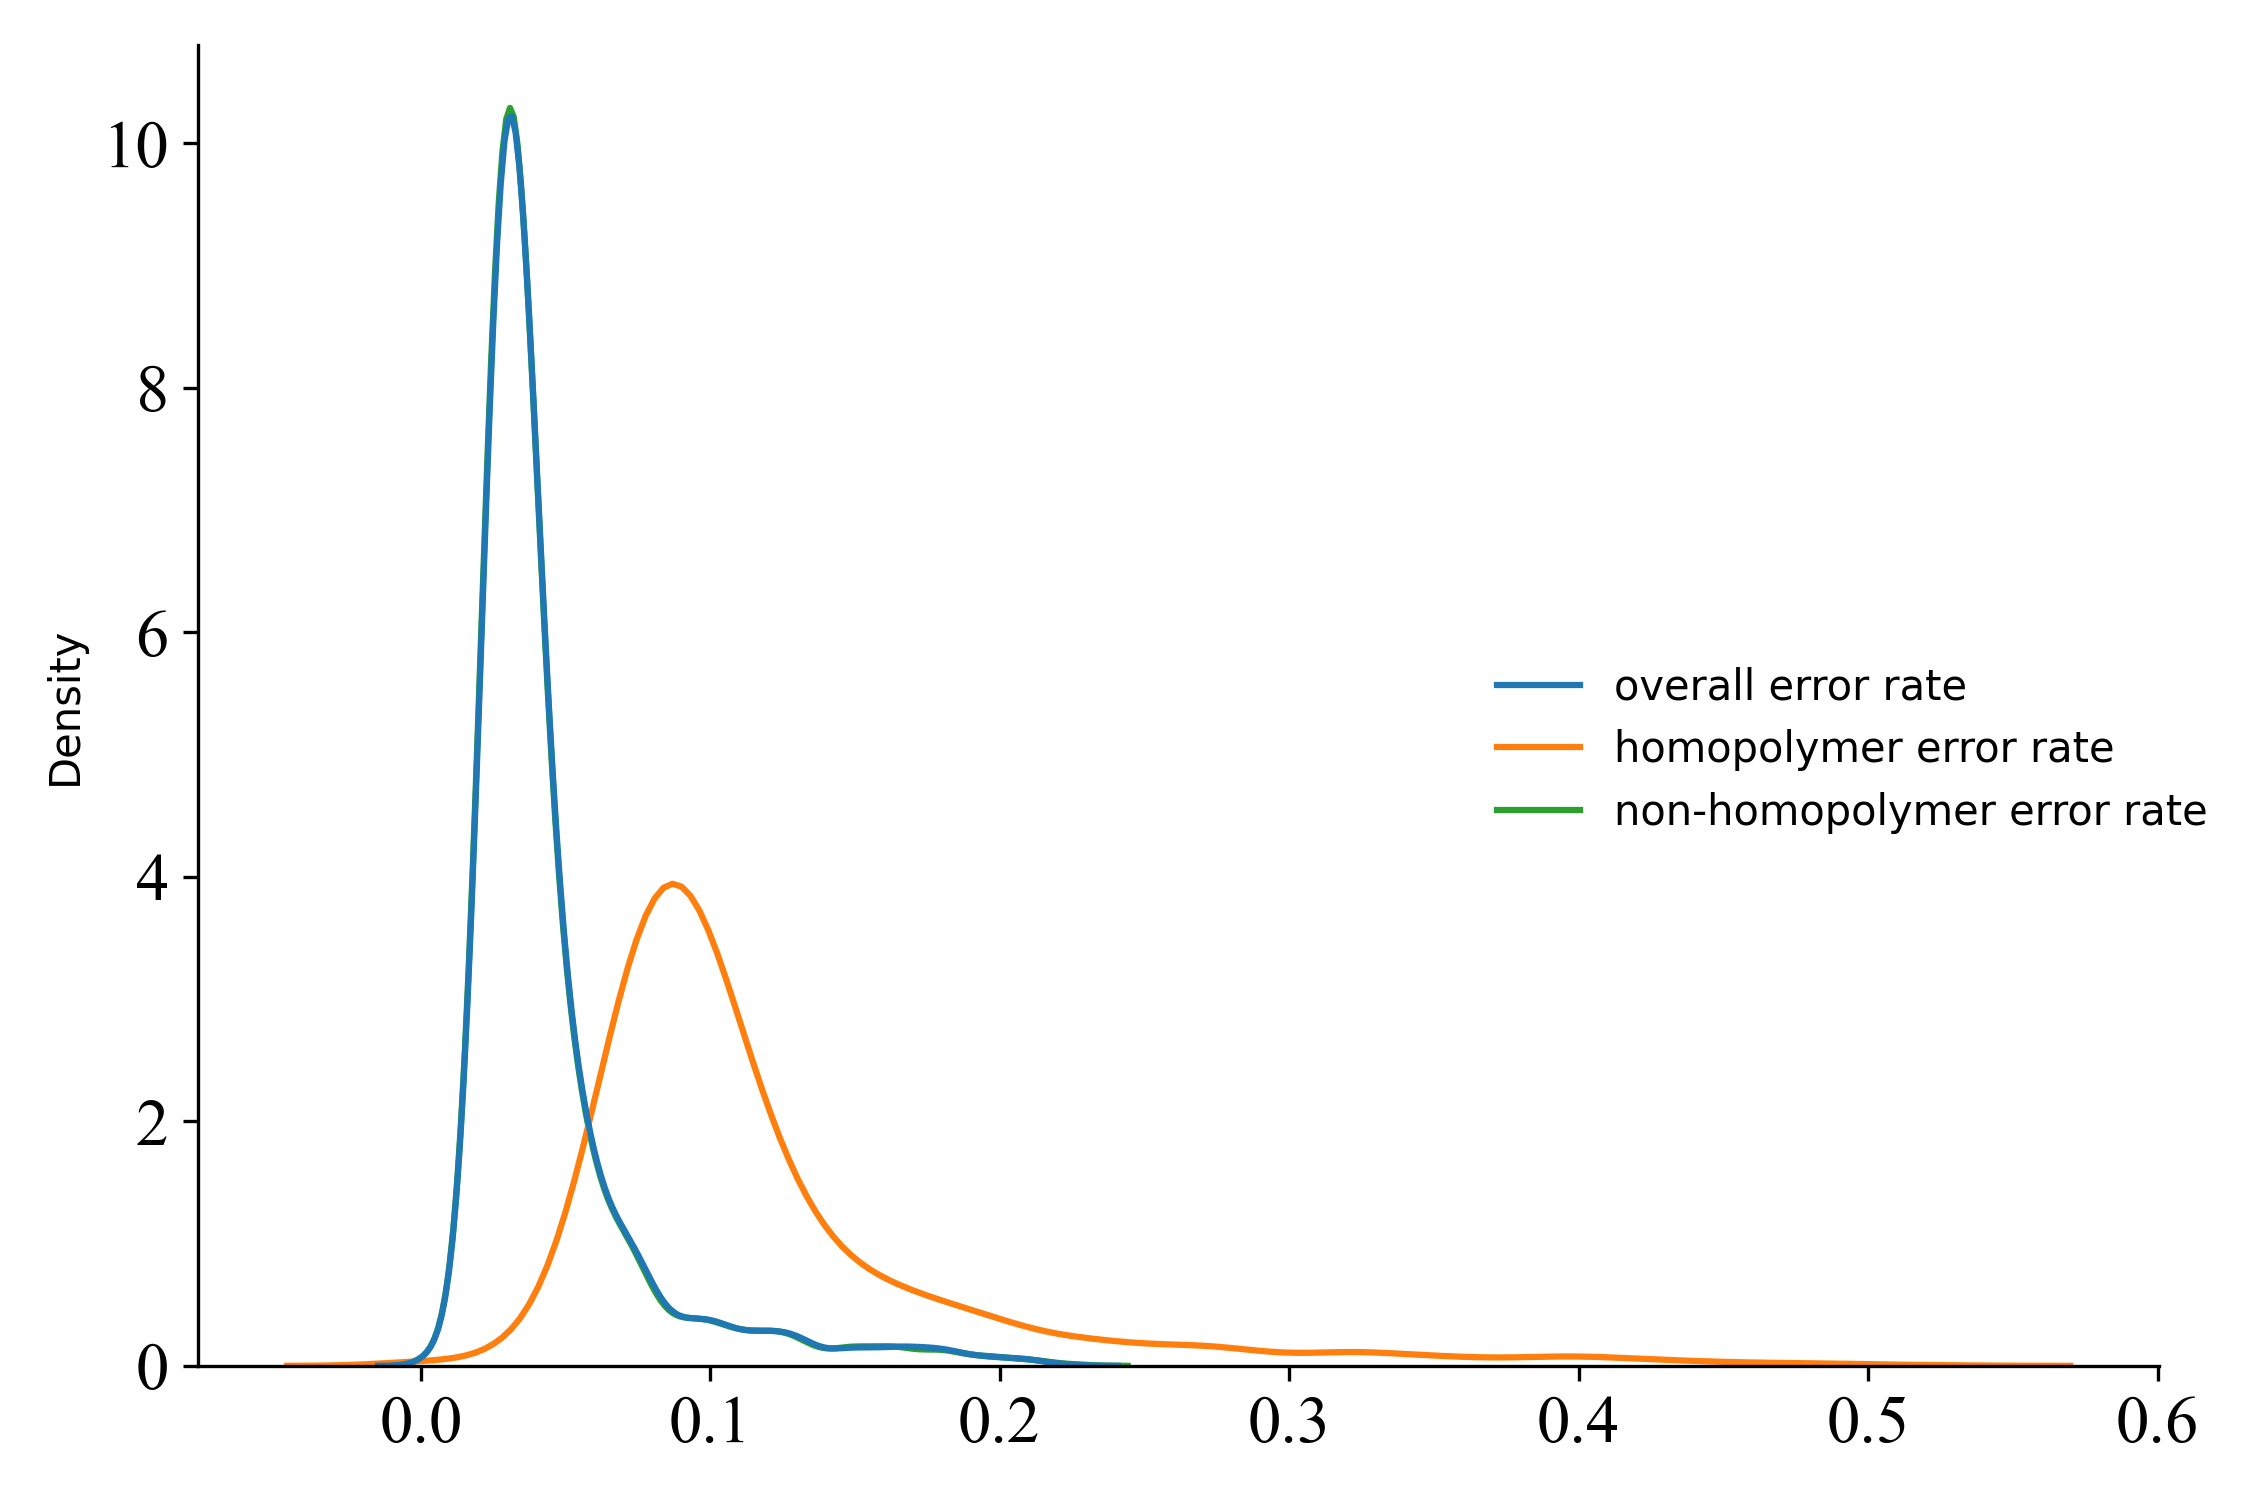 10
8
6
4
2
0
Density
overall error rate
homopolymer error rate
non-homopolymer error rate
0.0 0.1 0.2 0.3 0.4 0.5 0.6